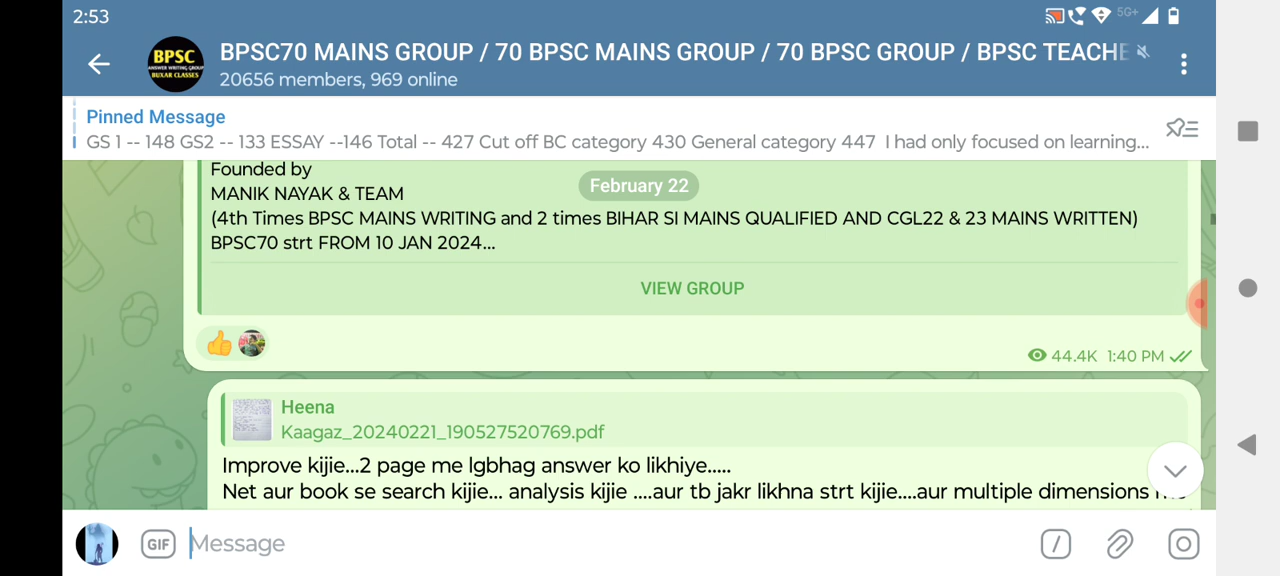 2:53
5G+
BPSC
ANSWER WRITING GROUP
BUXAR CLASSES
BPSC70 MAINS GROUP / 70 BPSC MAINS GROUP / 70 BPSC GROUP / BPSC TEACHE
20656 members, 969 online
Pinned Message
GS 1 -- 148 GS2 -- 133 ESSAY --146 Total -- 427 Cut off BC category 430 General category 447 I had only focused on learning...
Founded by
February 22
MANIK NAYAK & TEAM
(4th Times BPSC MAINS WRITING and 2 times BIHAR SI MAINS QUALIFIED AND CGL22 & 23 MAINS WRITTEN)
BPSC70 strt FROM 10 JAN 2024...
VIEW GROUP
44.4K 1:40 PM
Heena
Kaagaz_20240221_190527520769.pdf
Improve kijie...2 page me lgbhag answer ko likhiye.....
Net aur book se search kijie... analysis kijie ....aur tb jakr likhna strt kijie....aur multiple dimensions
GIF Message